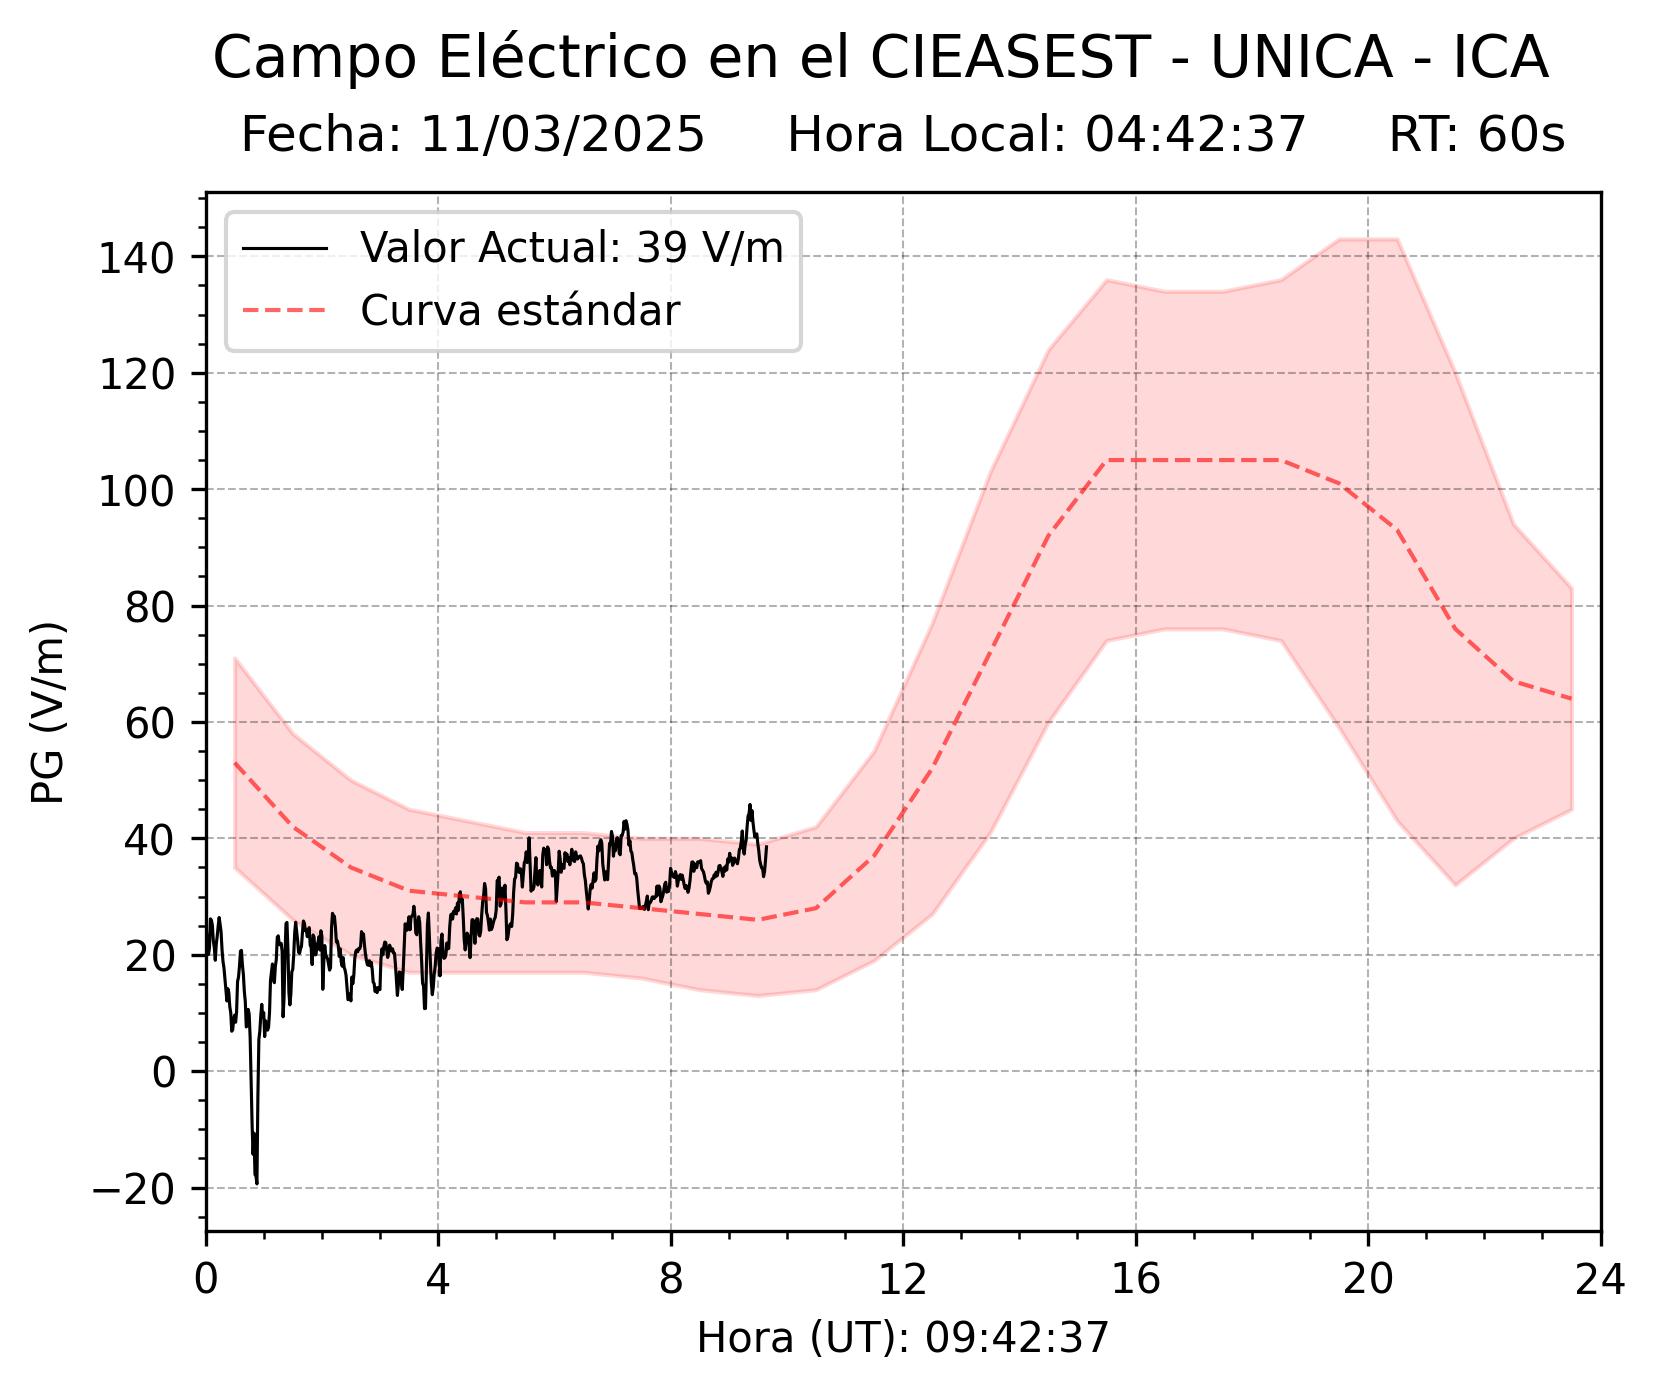 Campo Eléctrico en el CIEASEST - UNICA - ICA
Fecha: 11/03/2025 Hora Local: 04:42:37 RT: 60s
Valor Actual: 39 V/m
Curva estándar
140
120
100
80
60
40
20
0
−20
PG (V/m)
0 4 8 12 16 20 24
Hora (UT): 09:42:37